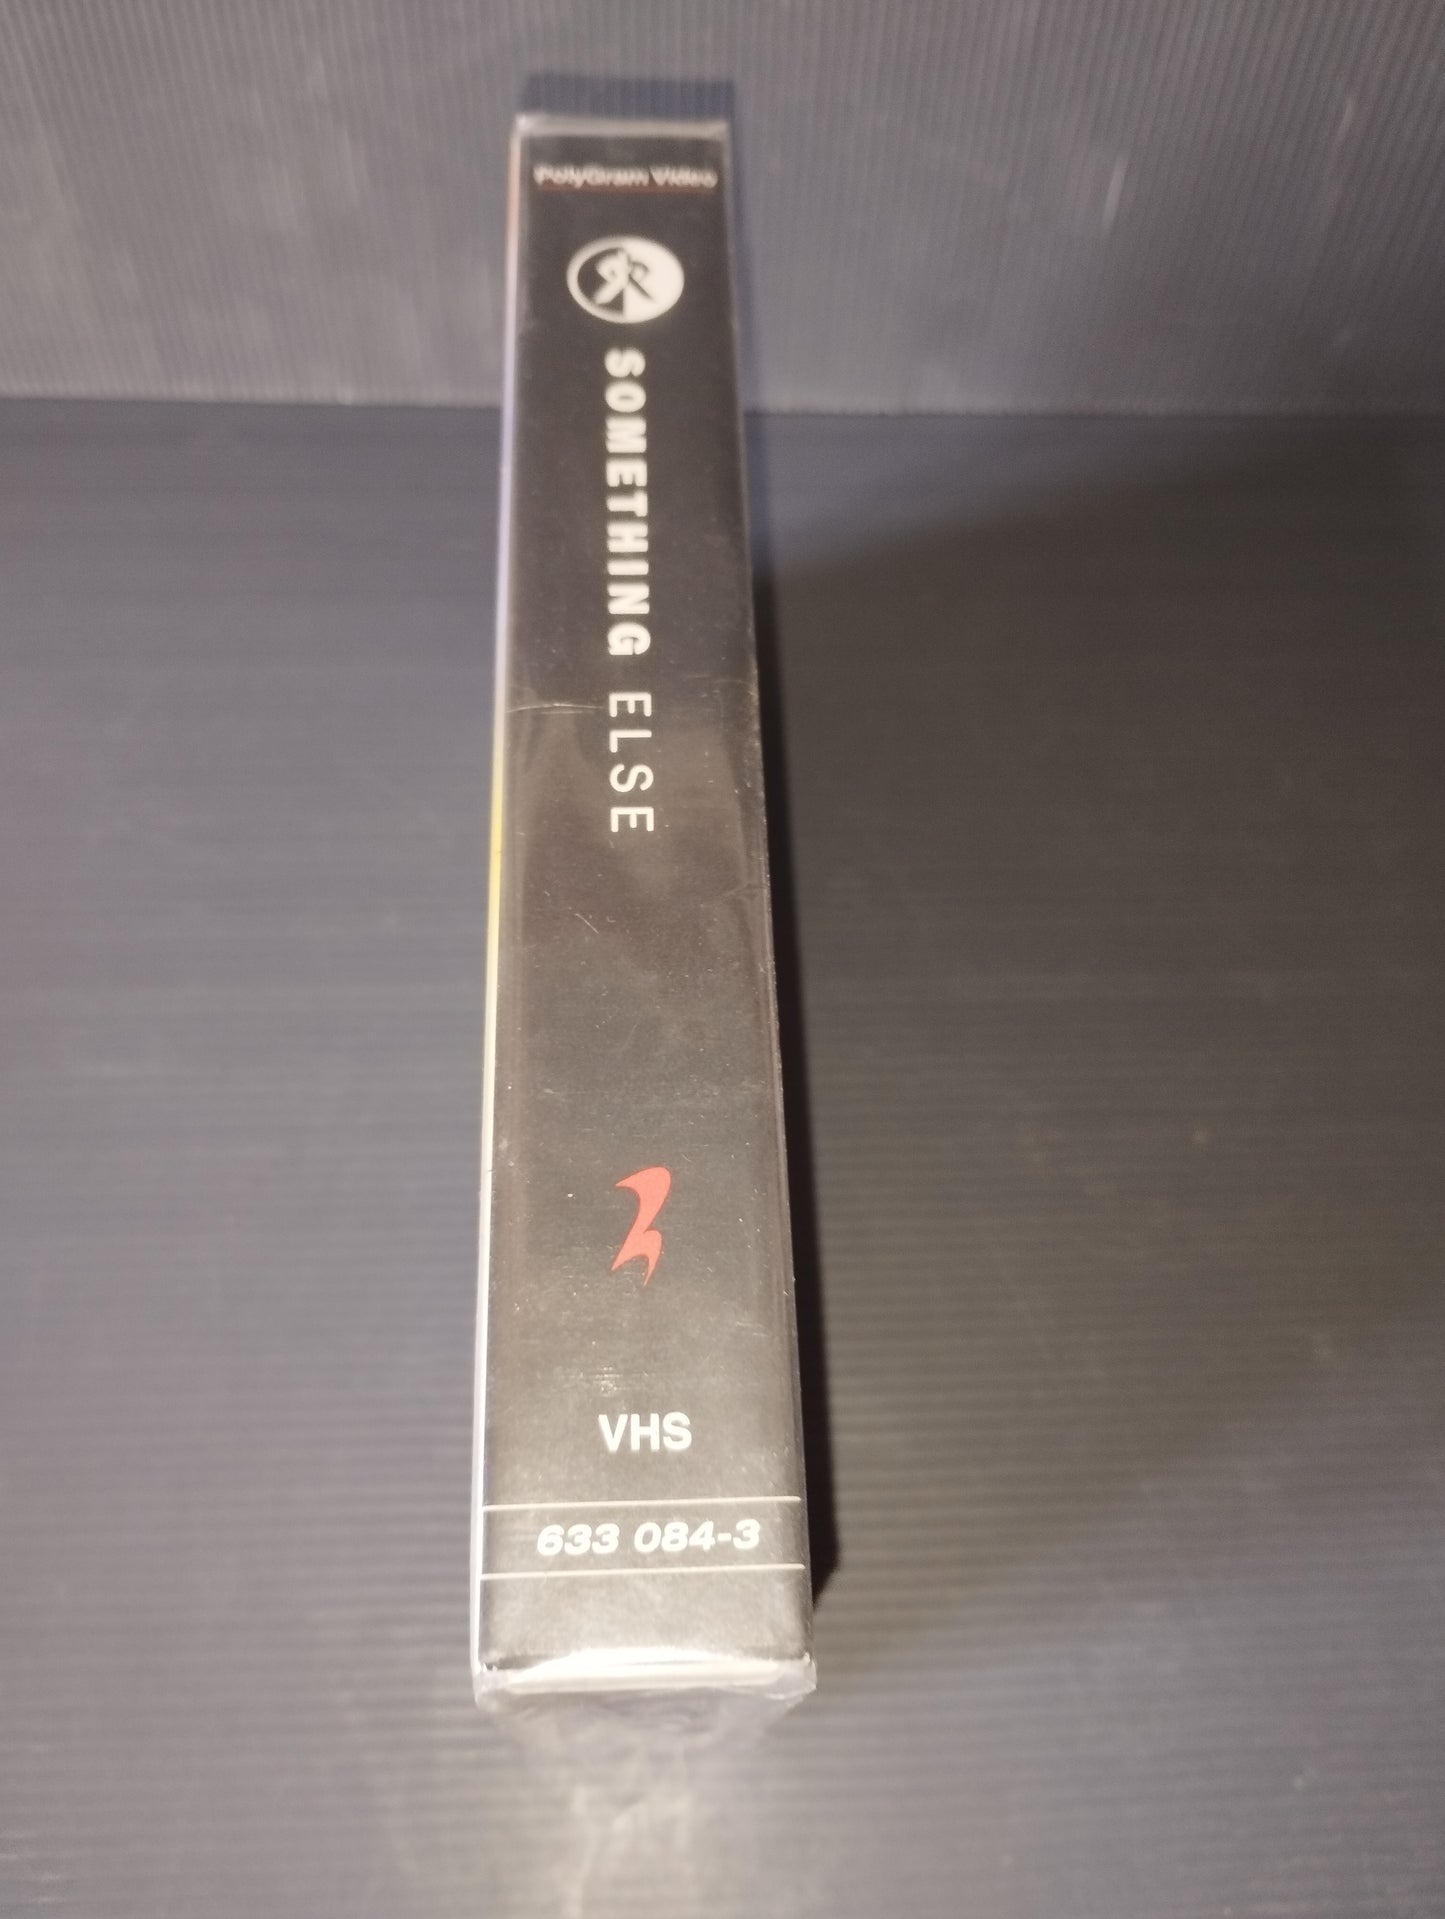 PolyGram Video
SOMETHING ELSE
VHS
633 084-3